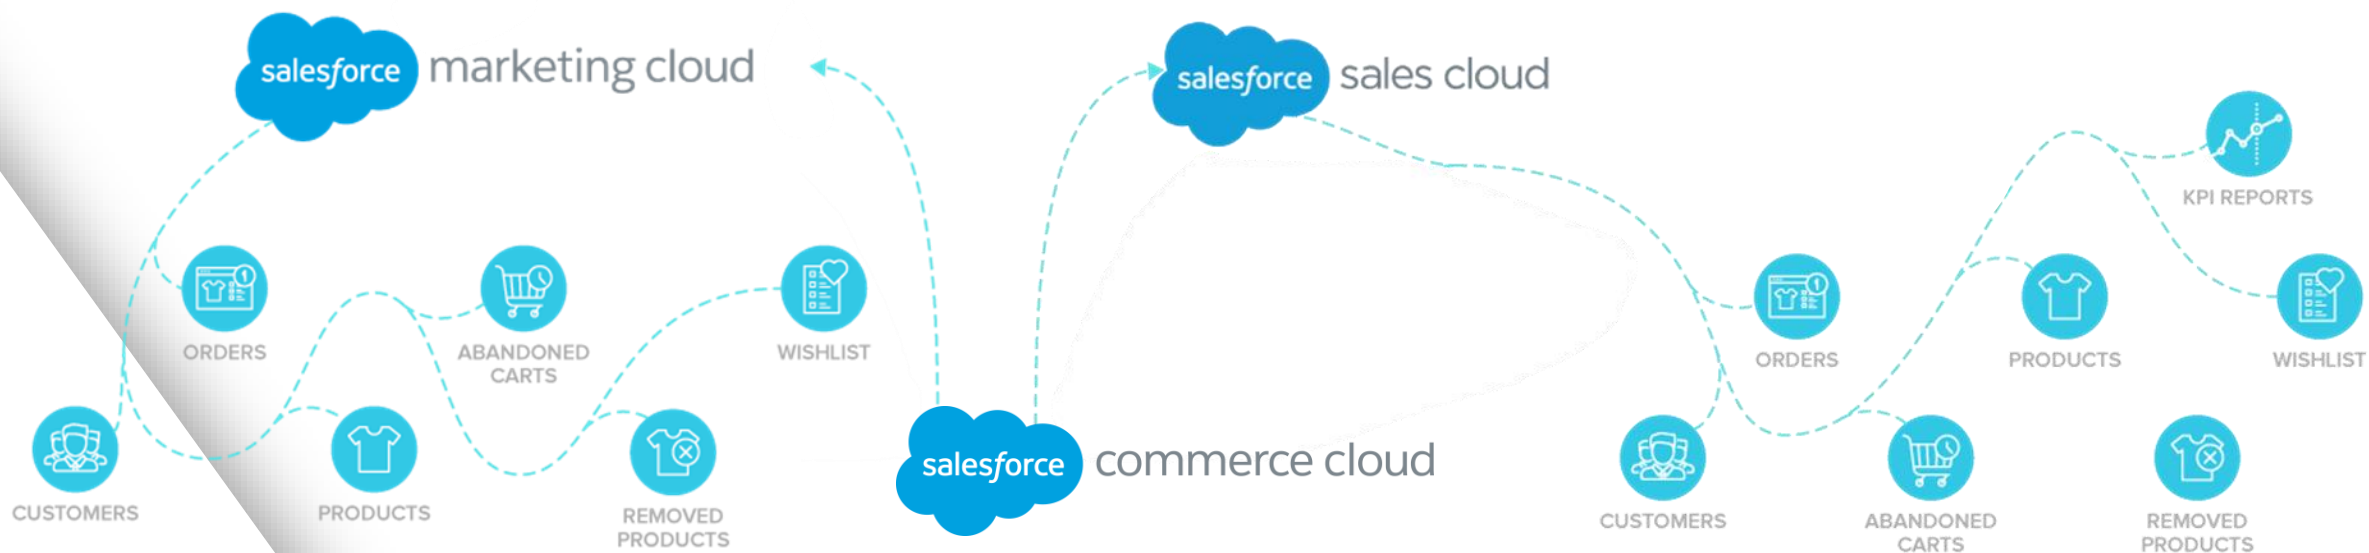 salesforce marketing cloud
salesforce sales cloud
KPI REPORTS
ORDERS
ABANDONED
CARTS
WISHLIST
ORDERS
PRODUCTS
WISHLIST
salesforce commerce cloud
CUSTOMERS
PRODUCTS
REMOVED
PRODUCTS
CUSTOMERS
ABANDONED
CARTS
REMOVED
PRODUCTS